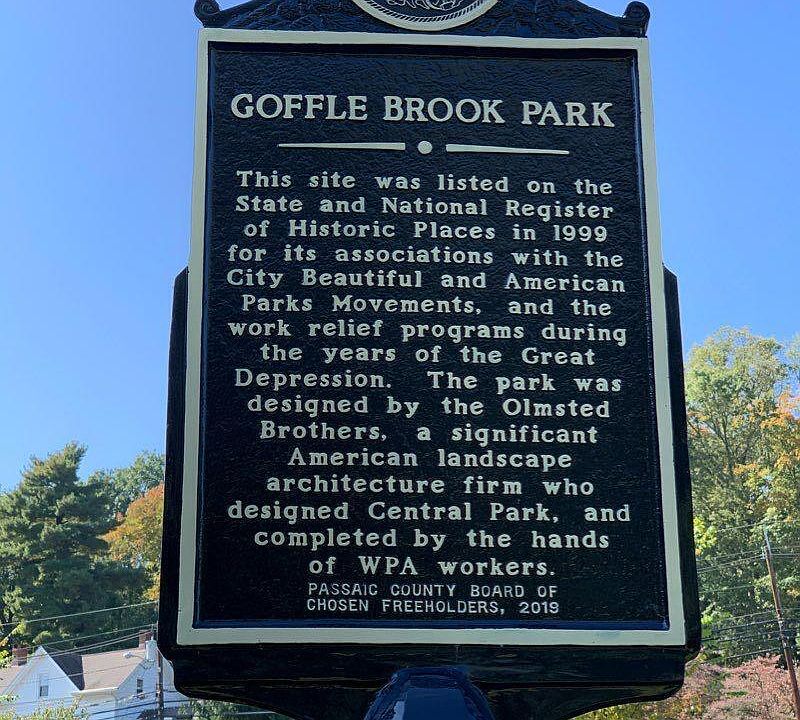 GOFFLE BROOK PARK
This site was listed on the
State and National Register
of Historic Places in 1999
for its associations with the
City Beautiful and American
Parks Movements, and the
work relief programs during
the years of the Great
Depression. The park was
designed by the Olmsted
Brothers, a significant
American landscape
architecture firm who
designed Central Park, and
completed by the hands
of WPA workers.
PASSAIC COUNTY BOARD OF
CHOSEN FREEHOLDERS, 2019